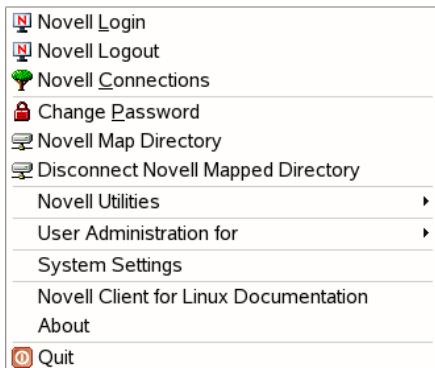 Novell Login
Novell Logout
Novell Connections
Change Password
Novell Map Directory
Disconnect Novell Mapped Directory
Novell Utilities
User Administration for
System Settings
Novell Client for Linux Documentation
About
Quit